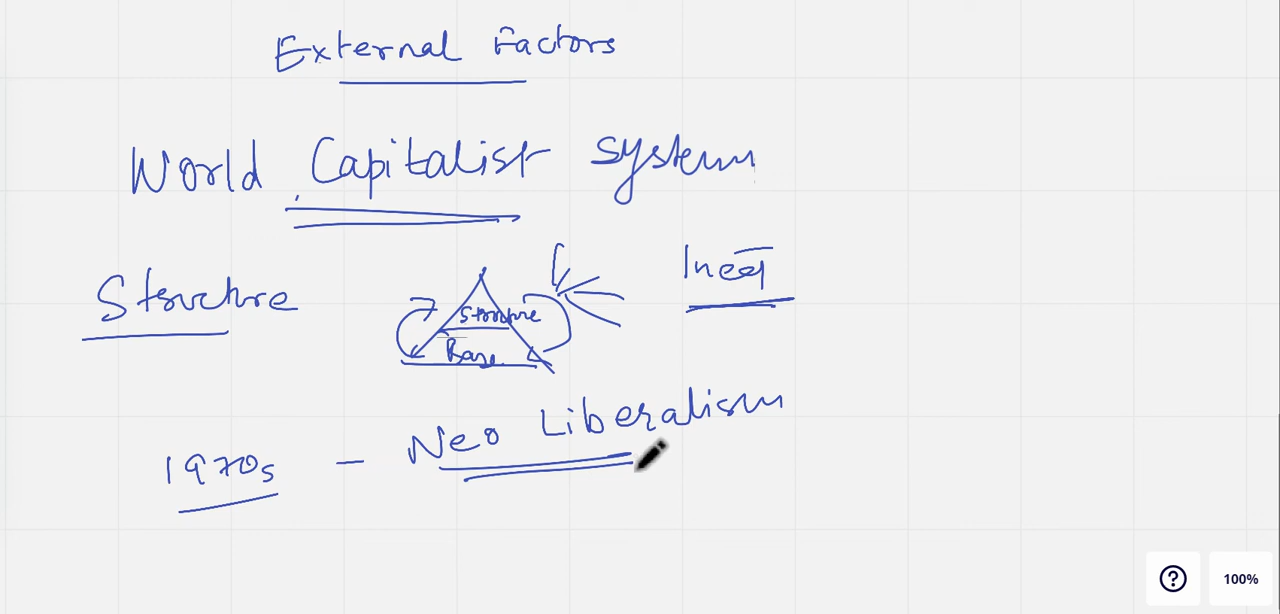 External Factors
World Capitalist system
Structure
Structure
Base
Ineq
1970s - Neo Liberalism
100%